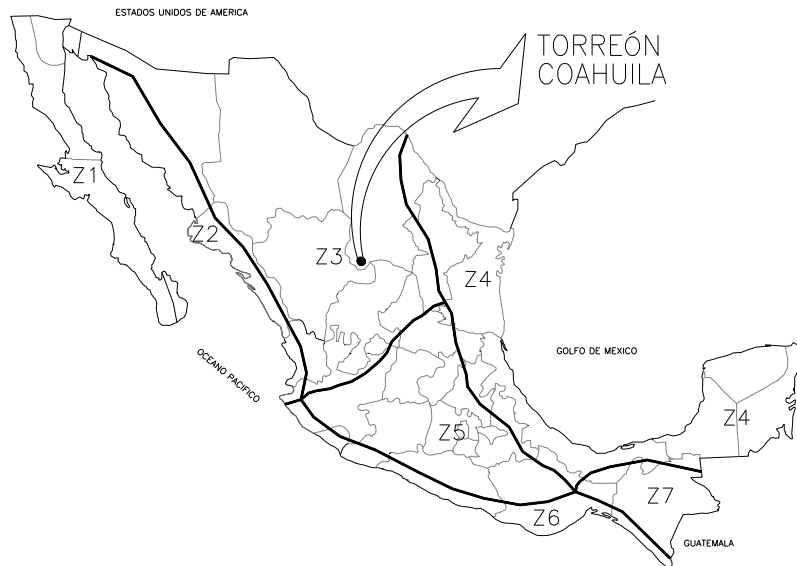 ESTADOS UNIDOS DE AMERICA
TORREÓN
COAHUILA
Z1
Z2
Z3
Z4
OCEANO PACIFICO
GOLFO DE MEXICO
Z4
Z5
Z7
Z6
GUATEMALA